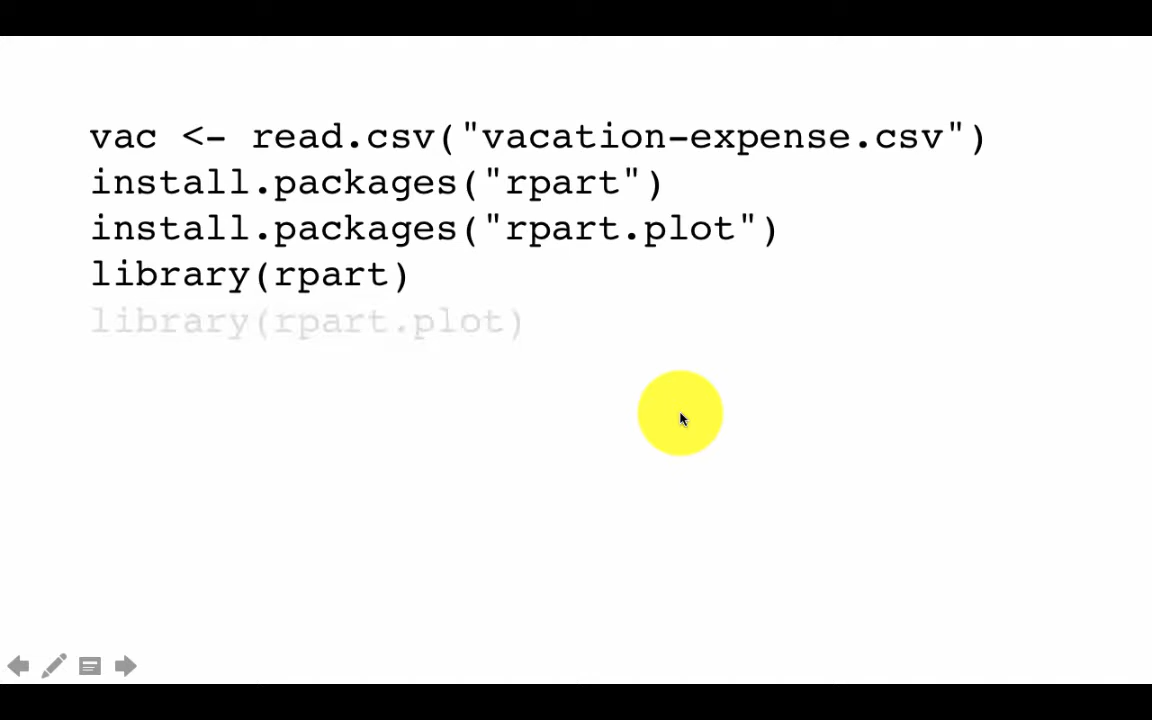 vac <- read.csv("vacation-expense.csv")
install.packages("rpart")
install.packages("rpart.plot")
library(rpart)
library(rpart.plot)